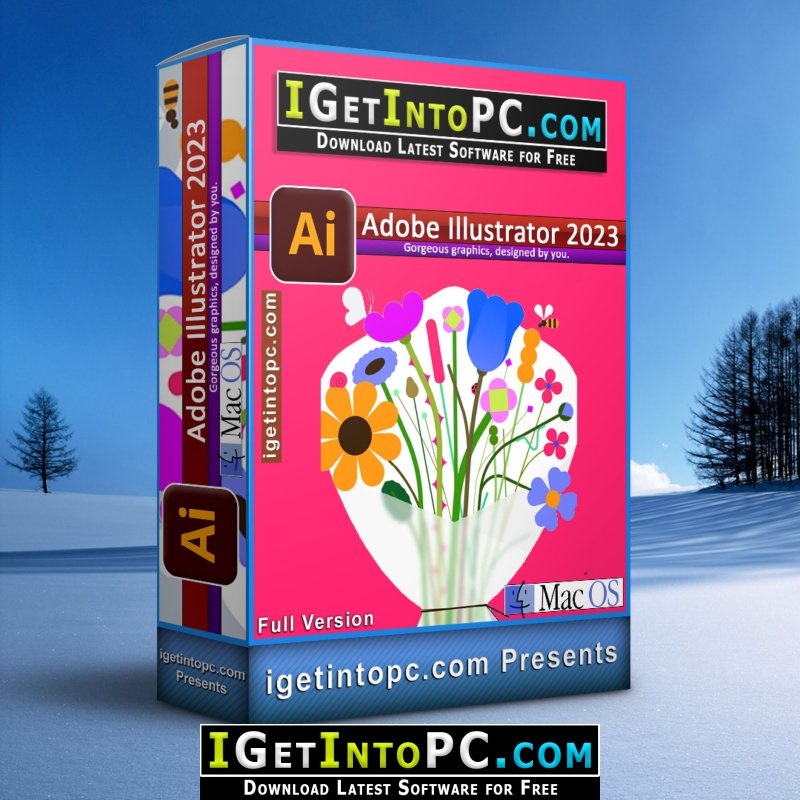 IGETINTOPC.COM
DOWNLOAD LATEST SOFTWARE FOR FREE
Ai
Adobe Illustrator 2023
Gorgeous graphics, designed by you.
igetintopc.com
Mac OS
Full Version
igetintopc.com Presents
Adobe Illustrator 2023
Gorgeous graphics, designed by you.
Mac OS
Ai
igetintopc.com
Presents
IGETINTOPC.COM
DOWNLOAD LATEST SOFTWARE FOR FREE